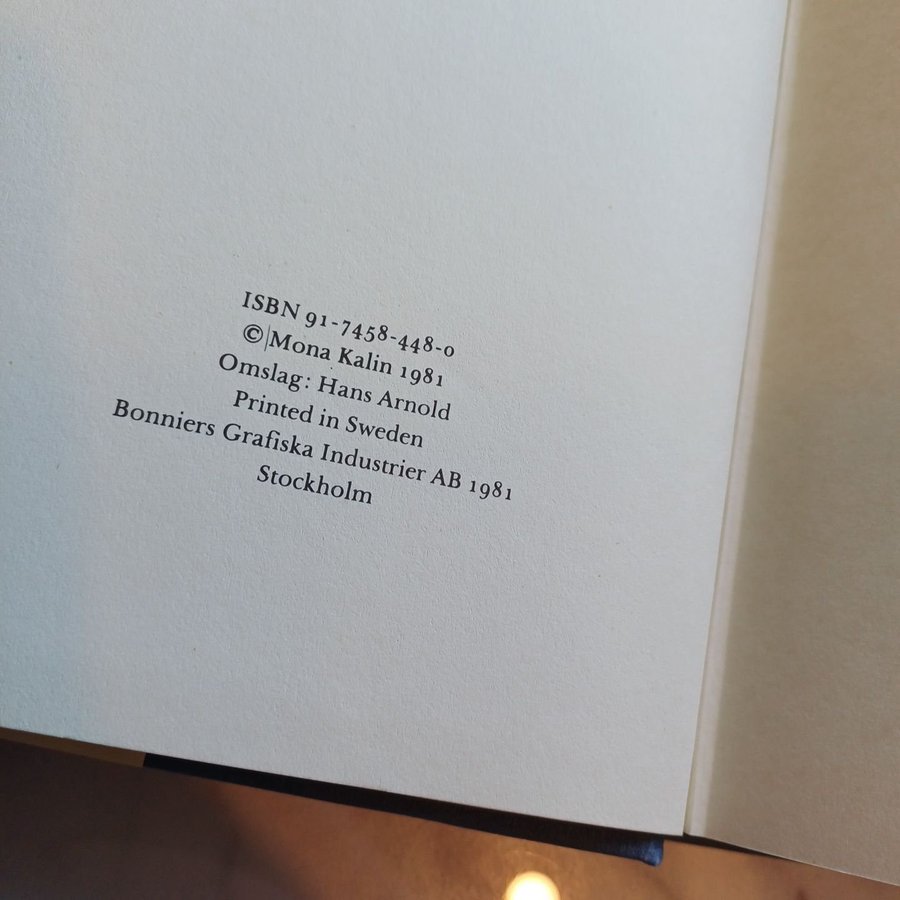 ISBN 91-7458-448-0
© Mona Kalin 1981
Omslag: Hans Arnold
Printed in Sweden
Bonniers Grafiska Industrier AB 1981
Stockholm